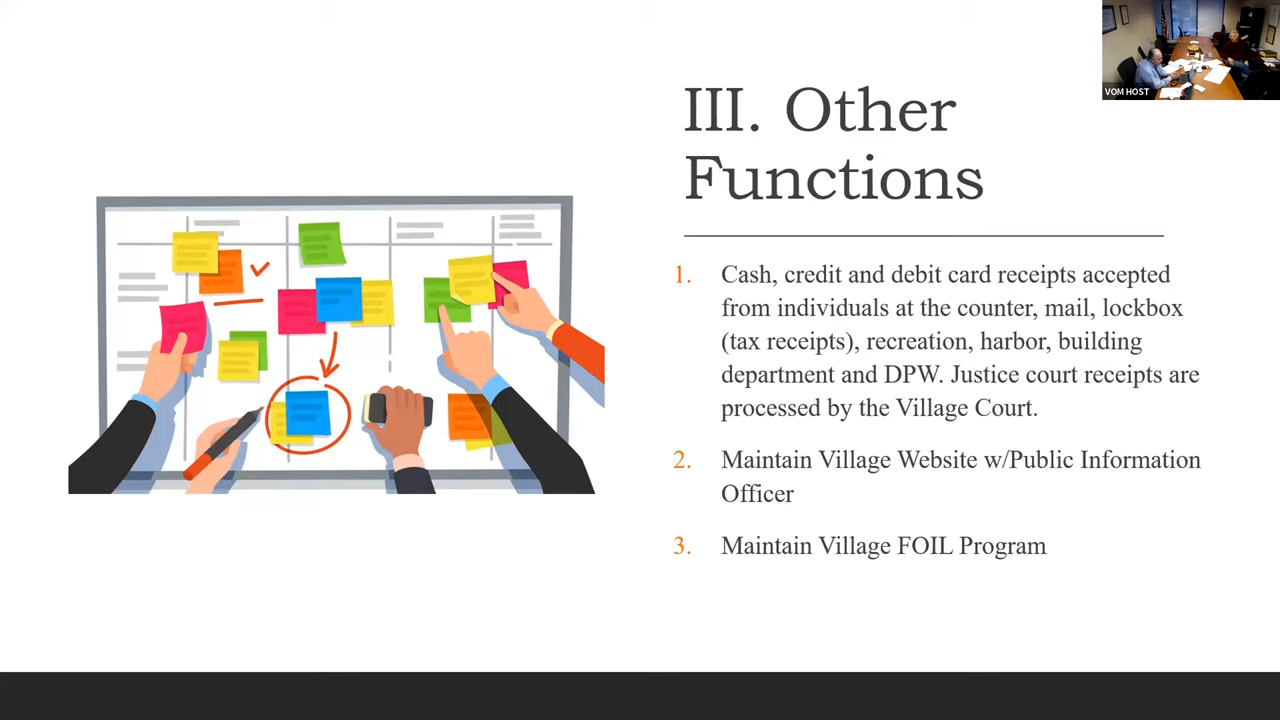 VOM HOST
III. Other
Functions
1. Cash, credit and debit card receipts accepted
from individuals at the counter, mail, lockbox
(tax receipts), recreation, harbor, building
department and DPW. Justice court receipts are
processed by the Village Court.
2. Maintain Village Website w/Public Information
Officer
3. Maintain Village FOIL Program